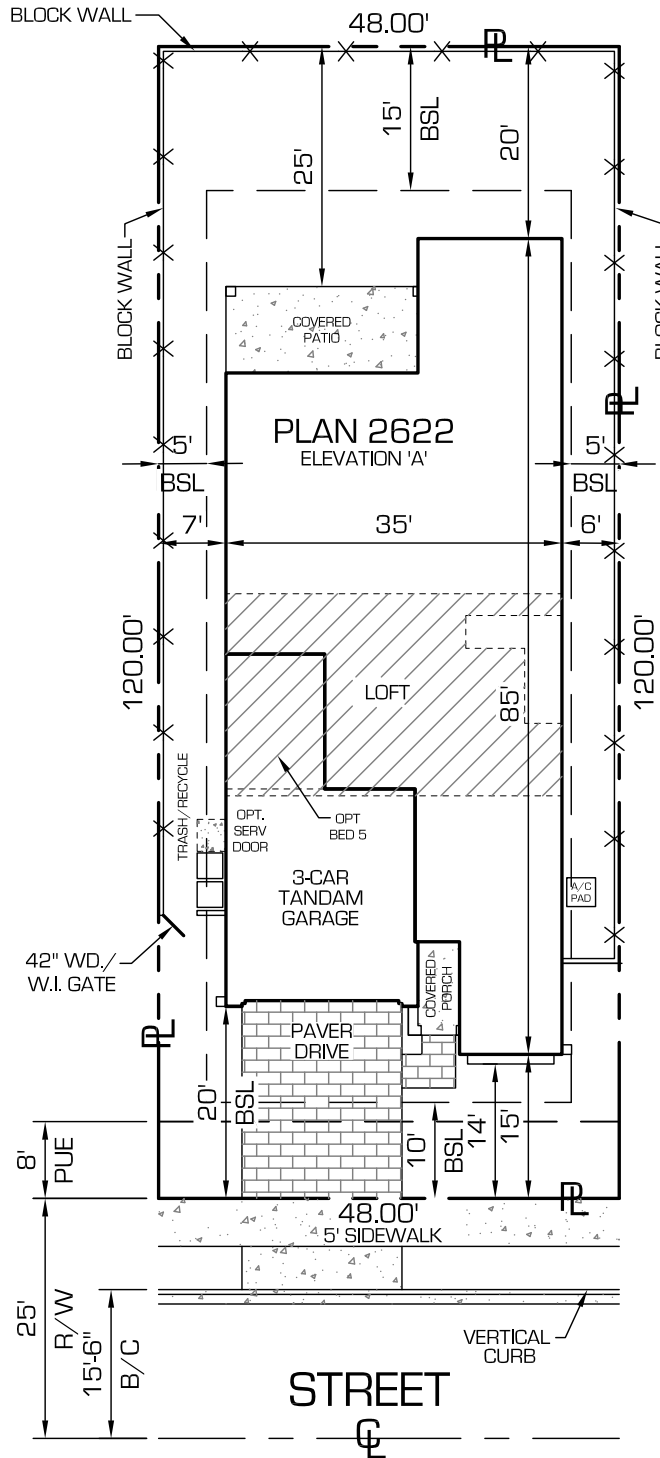 BLOCK WALL
48.00'
PL
15'
BSL
20'
25'
BLOCK WALL
BLOCK WALL
COVERED
PATIO
PLAN 2622
ELEVATION 'A'
PL
5'
BSL
5'
BSL
7'
35'
6'
120.00'
120.00'
LOFT
85'
TRASH/RECYCLE
OPT.
SERV
DOOR
OPT
BED 5
3-CAR
TANDAM
GARAGE
A/C
PAD
42" WD./
W.I. GATE
COVERED
PORCH
PL
PAVER
DRIVE
20'
BSL
10'
BSL
14'
15'
8'
PUE
PL
48.00'
5' SIDEWALK
25'
R/W
15'-6"
B/C
VERTICAL
CURB
STREET
CL